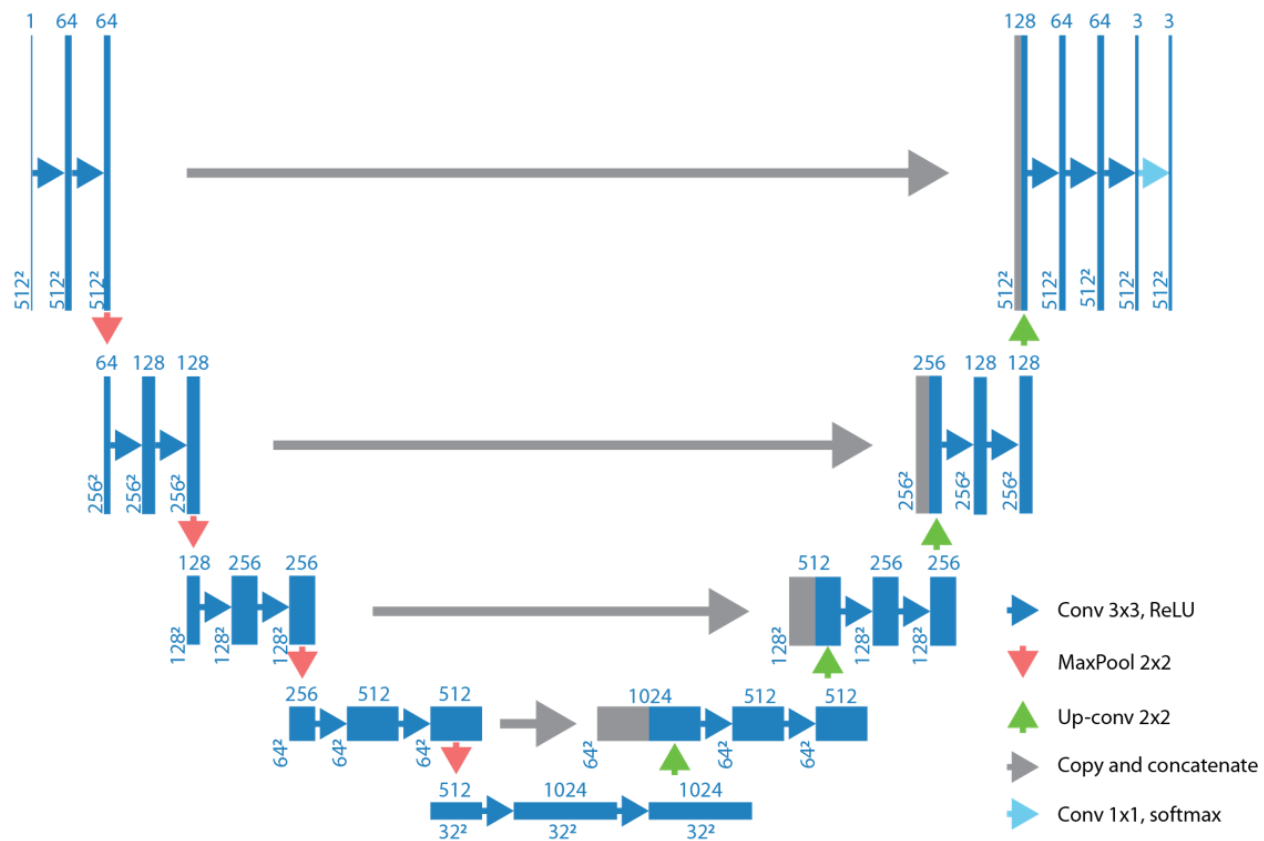 1 64 64
128 64 64 3 3
512² 512² 512²
512² 512² 512² 512² 512²
64 128 128
256 128 128
256² 256² 256²
256² 256² 256²
128 256 256
512 256 256
128² 128² 128²
128² 128² 128²
Conv 3x3, ReLU
MaxPool 2x2
256 512 512
1024 512 512
64² 64² 64²
64² 64² 64²
Up-conv 2x2
Copy and concatenate
512 1024 1024
32² 32² 32²
Conv 1x1, softmax